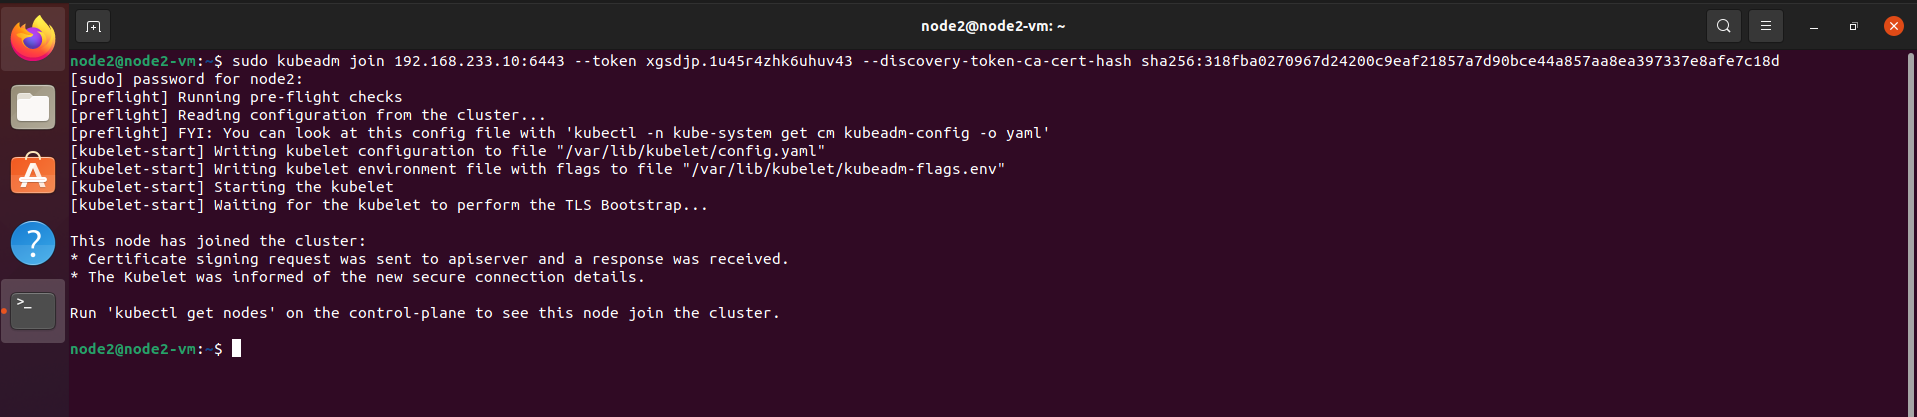 node2@node2-vm: ~
node2@node2-vm:~$ sudo kubeadm join 192.168.233.10:6443 --token xgsdjp.1u45r4zhk6uhuv43 --discovery-token-ca-cert-hash sha256:318fba0270967d24200c9eaf21857a7d90bce44a857aa8ea397337e8afe7c18d
[sudo] password for node2:
[preflight] Running pre-flight checks
[preflight] Reading configuration from the cluster...
[preflight] FYI: You can look at this config file with 'kubectl -n kube-system get cm kubeadm-config -o yaml'
[kubelet-start] Writing kubelet configuration to file "/var/lib/kubelet/config.yaml"
[kubelet-start] Writing kubelet environment file with flags to file "/var/lib/kubelet/kubeadm-flags.env"
[kubelet-start] Starting the kubelet
[kubelet-start] Waiting for the kubelet to perform the TLS Bootstrap...
This node has joined the cluster:
* Certificate signing request was sent to apiserver and a response was received.
* The Kubelet was informed of the new secure connection details.
Run 'kubectl get nodes' on the control-plane to see this node join the cluster.
node2@node2-vm:~$